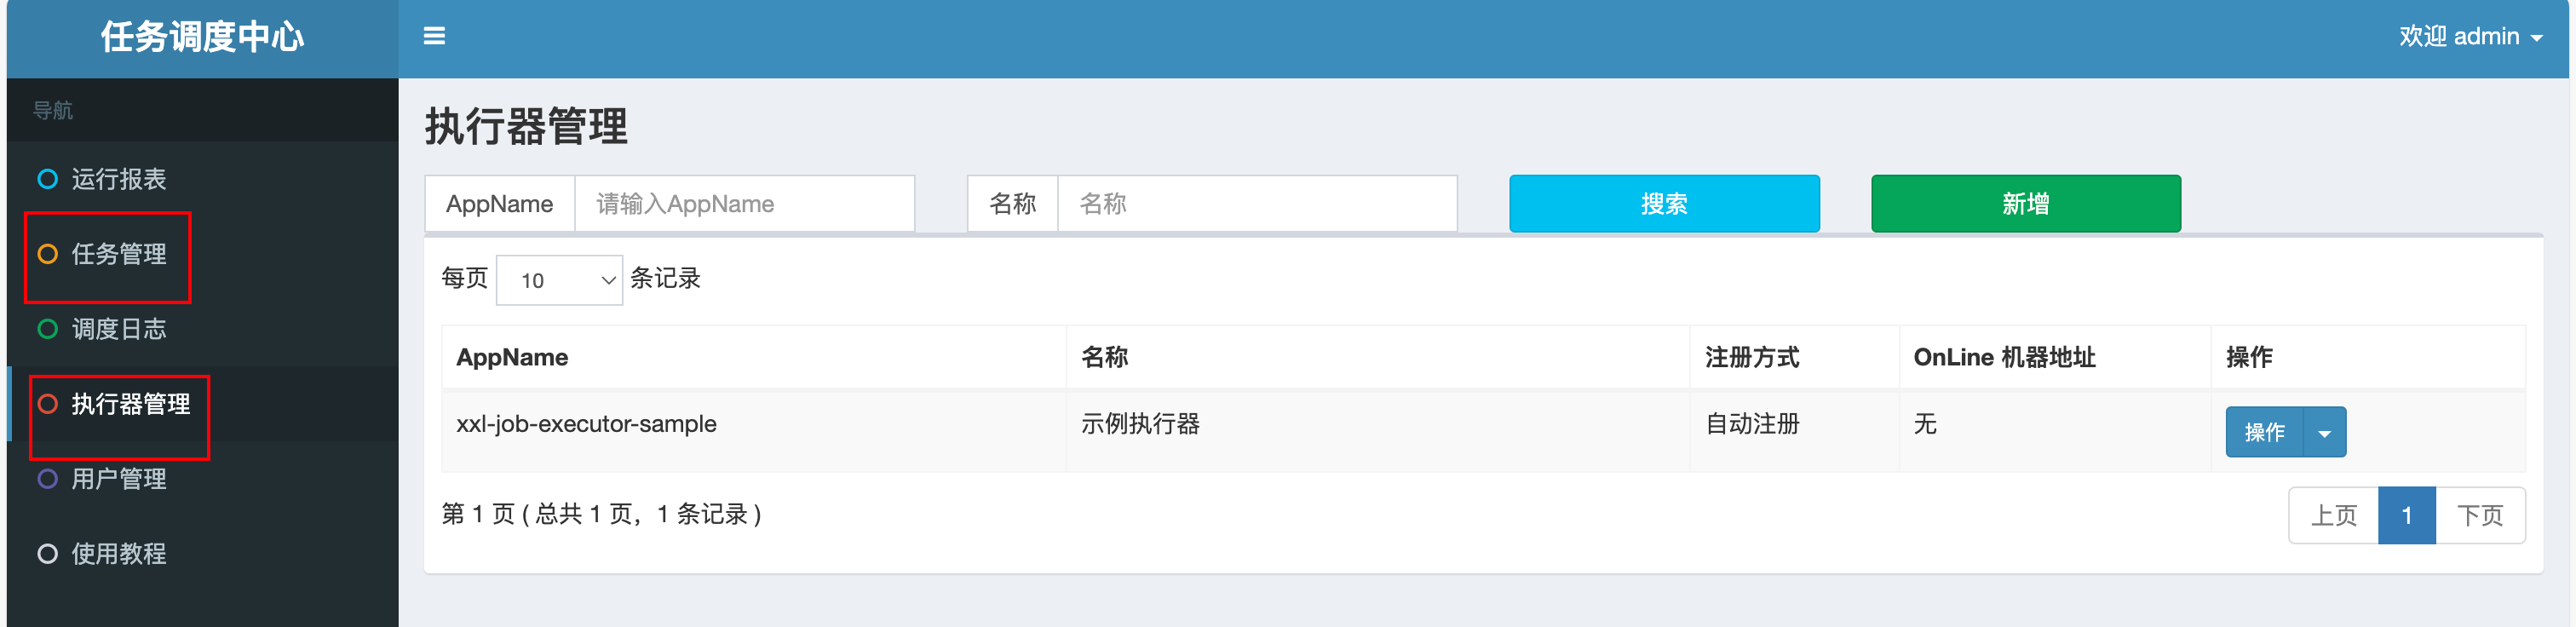 任务调度中心
欢迎 admin
导航
运行报表
任务管理
调度日志
执行器管理
用户管理
使用教程
执行器管理
AppName 请输入AppName 名称 名称 搜索 新增
每页 10 条记录
AppName 名称 注册方式 OnLine 机器地址 操作
xxl-job-executor-sample 示例执行器 自动注册 无 操作
第 1 页 ( 总共 1 页，1 条记录 )
上页 1 下页